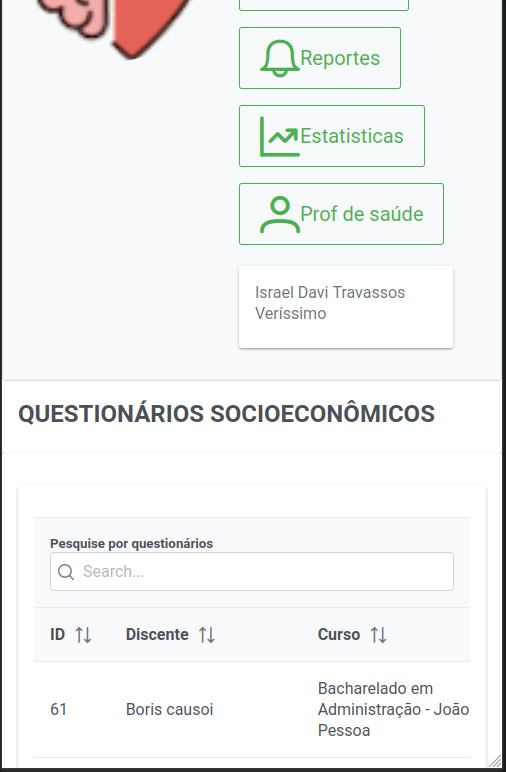 Reportes
Estatisticas
Prof de saúde
Israel Davi Travassos
Veríssimo
QUESTIONÁRIOS SOCIOECONÔMICOS
Pesquise por questionários
Search...
ID Discente Curso
61 Boris causoi Bacharelado em
Administração - João
Pessoa